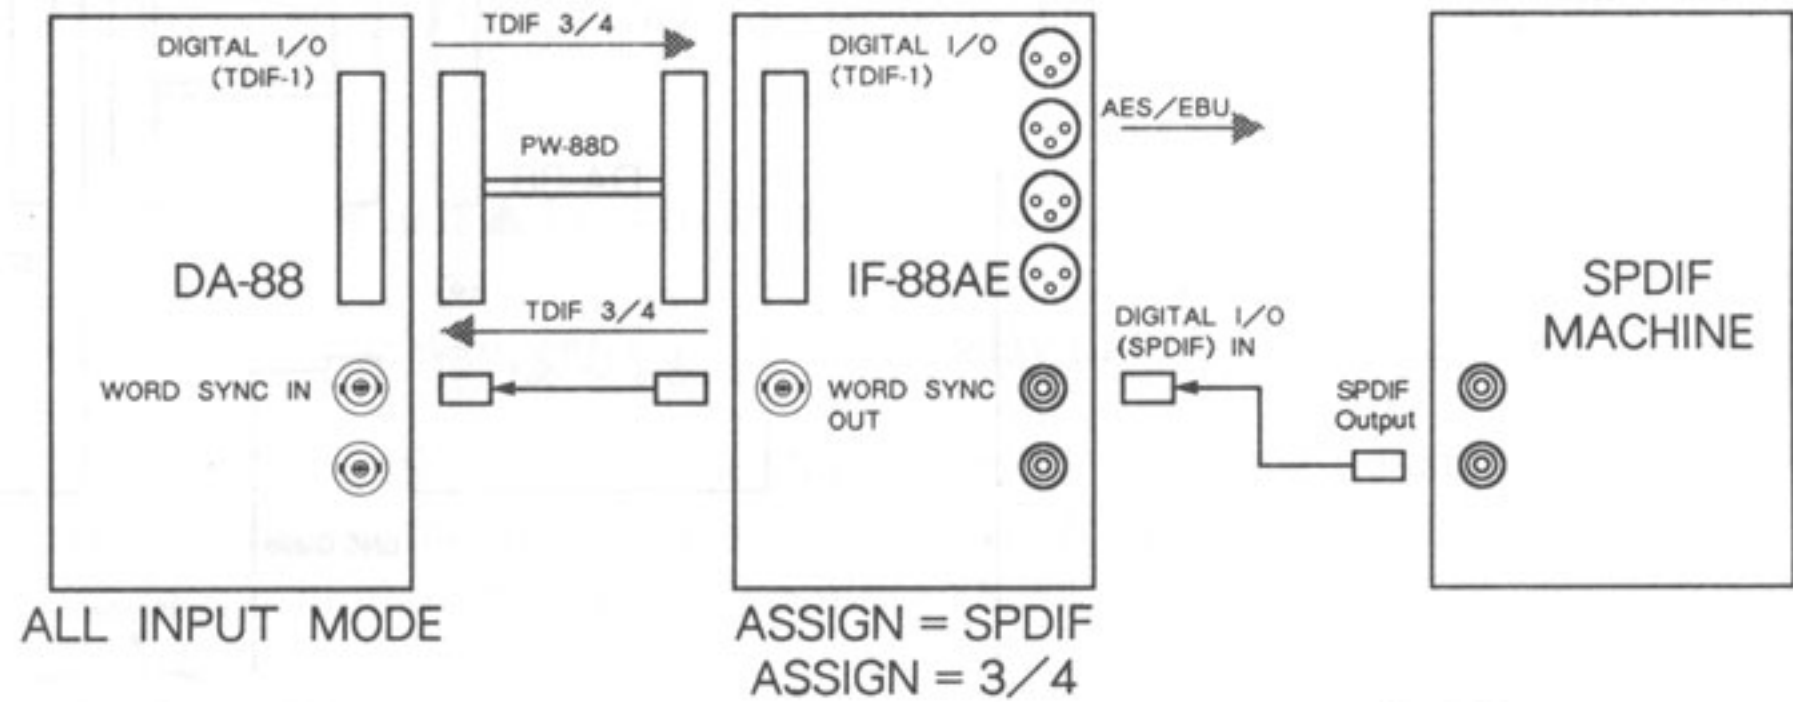 TDIF 3/4
DIGITAL I/O
(TDIF-1)
PW-88D
DA-88
TDIF 3/4
WORD SYNC IN
ALL INPUT MODE
DIGITAL I/O
(TDIF-1)
IF-88AE
WORD SYNC
OUT
ASSIGN = SPDIF
ASSIGN = 3/4
AES/EBU
DIGITAL I/O
(SPDIF) IN
SPDIF
Output
SPDIF
MACHINE